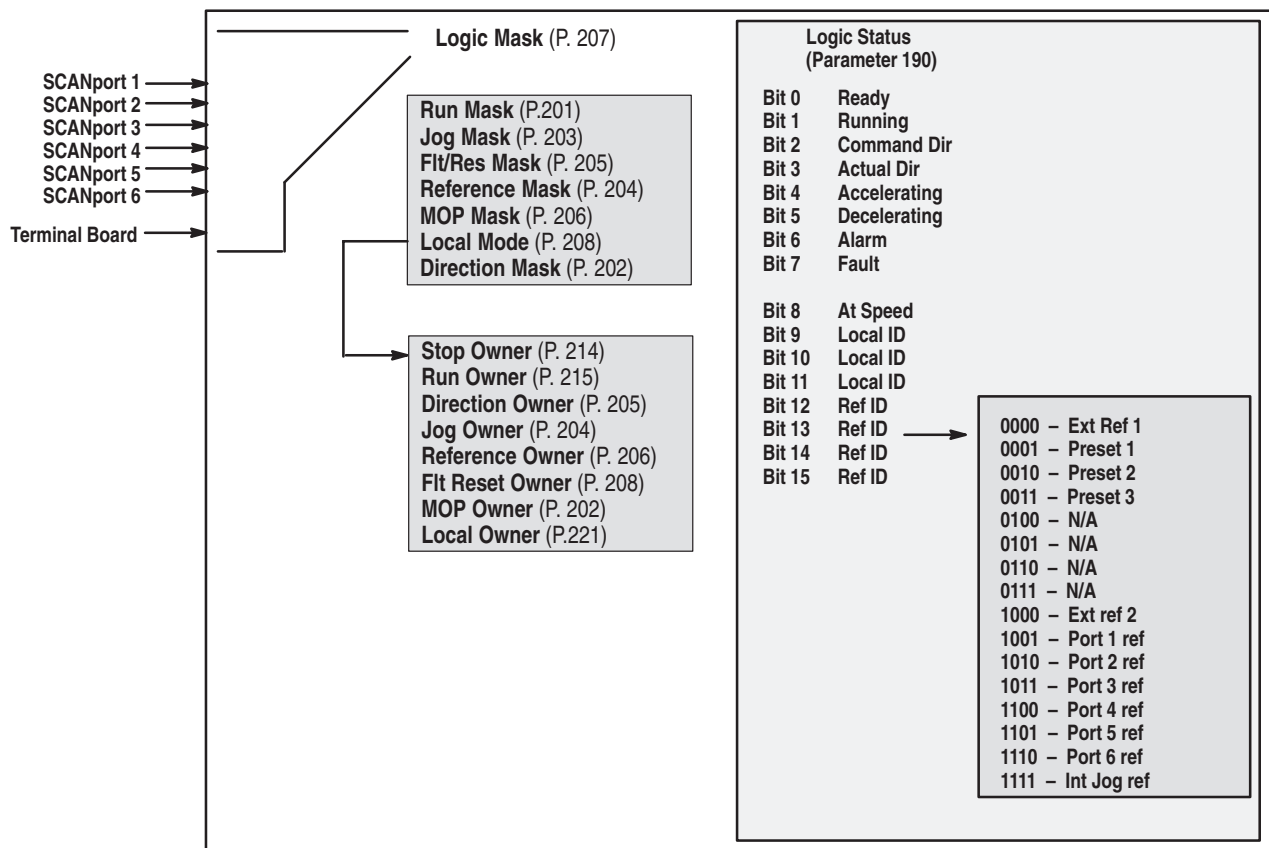 SCANport 1
SCANport 2
SCANport 3
SCANport 4
SCANport 5
SCANport 6
Terminal Board
Logic Mask (P. 207)
Run Mask (P.201)
Jog Mask (P. 203)
Flt/Res Mask (P. 205)
Reference Mask (P. 204)
MOP Mask (P. 206)
Local Mode (P. 208)
Direction Mask (P. 202)
Stop Owner (P. 214)
Run Owner (P. 215)
Direction Owner (P. 205)
Jog Owner (P. 204)
Reference Owner (P. 206)
Flt Reset Owner (P. 208)
MOP Owner (P. 202)
Local Owner (P.221)
Logic Status
(Parameter 190)
Bit 0 Ready
Bit 1 Running
Bit 2 Command Dir
Bit 3 Actual Dir
Bit 4 Accelerating
Bit 5 Decelerating
Bit 6 Alarm
Bit 7 Fault
Bit 8 At Speed
Bit 9 Local ID
Bit 10 Local ID
Bit 11 Local ID
Bit 12 Ref ID
Bit 13 Ref ID
Bit 14 Ref ID
Bit 15 Ref ID
0000 – Ext Ref 1
0001 – Preset 1
0010 – Preset 2
0011 – Preset 3
0100 – N/A
0101 – N/A
0110 – N/A
0111 – N/A
1000 – Ext ref 2
1001 – Port 1 ref
1010 – Port 2 ref
1011 – Port 3 ref
1100 – Port 4 ref
1101 – Port 5 ref
1110 – Port 6 ref
1111 – Int Jog ref